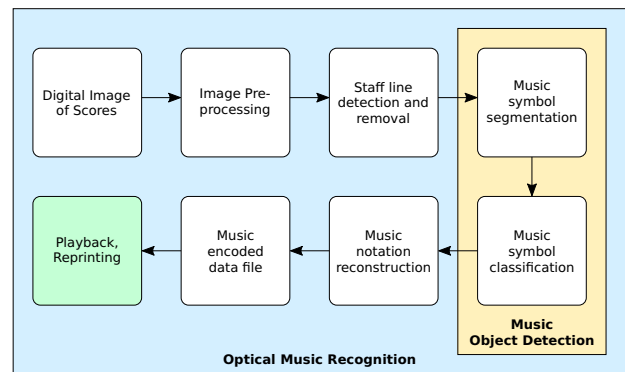 Digital Image
of Scores
Image Pre-
processing
Staff line
detection and
removal
Music
symbol
segmentation
Playback,
Reprinting
Music
encoded
data file
Music
notation
reconstruction
Music
symbol
classification
Music
Object Detection
Optical Music Recognition